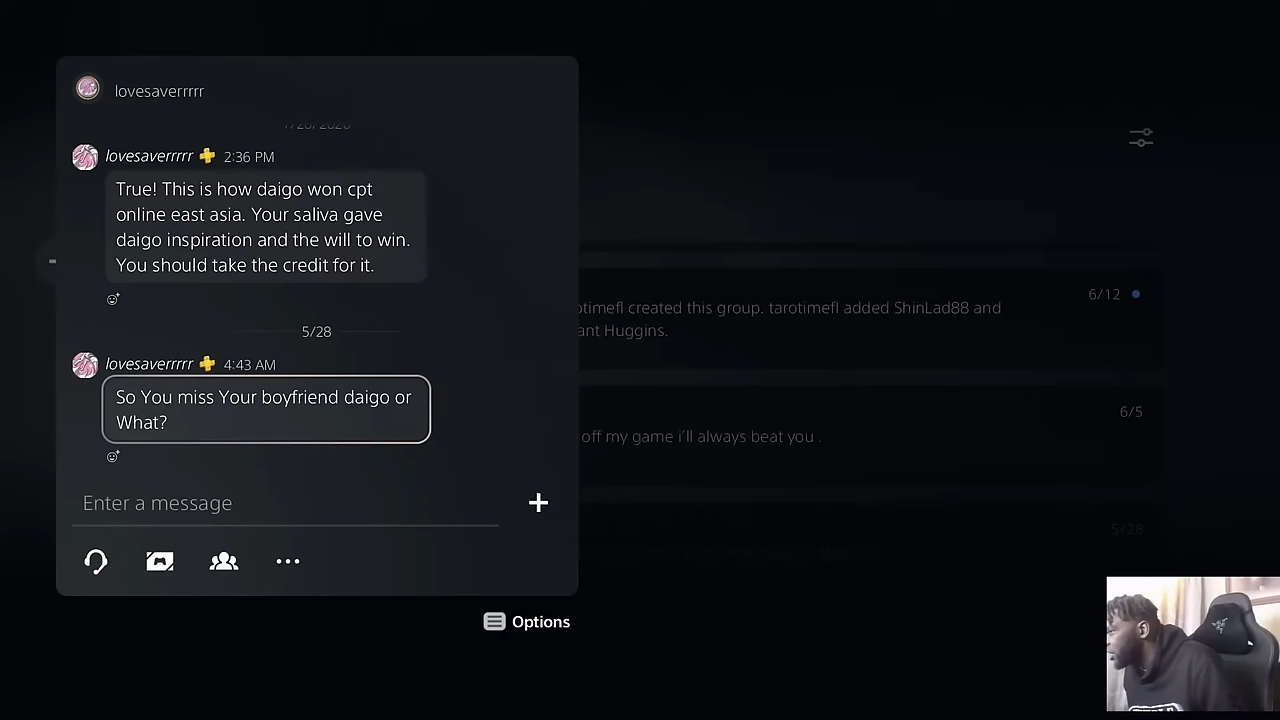 lovesaverrrrr
lovesaverrrrr 2:36 PM
True! This is how daigo won cpt
online east asia. Your saliva gave
daigo inspiration and the will to win.
You should take the credit for it.
5/28
lovesaverrrrr 4:43 AM
So You miss Your boyfriend daigo or
What?
Enter a message
Options
6/12
otimefl created this group. tarotimefl added ShinLad88 and
ant Huggins.
6/5
off my game i'll always beat you .
5/28